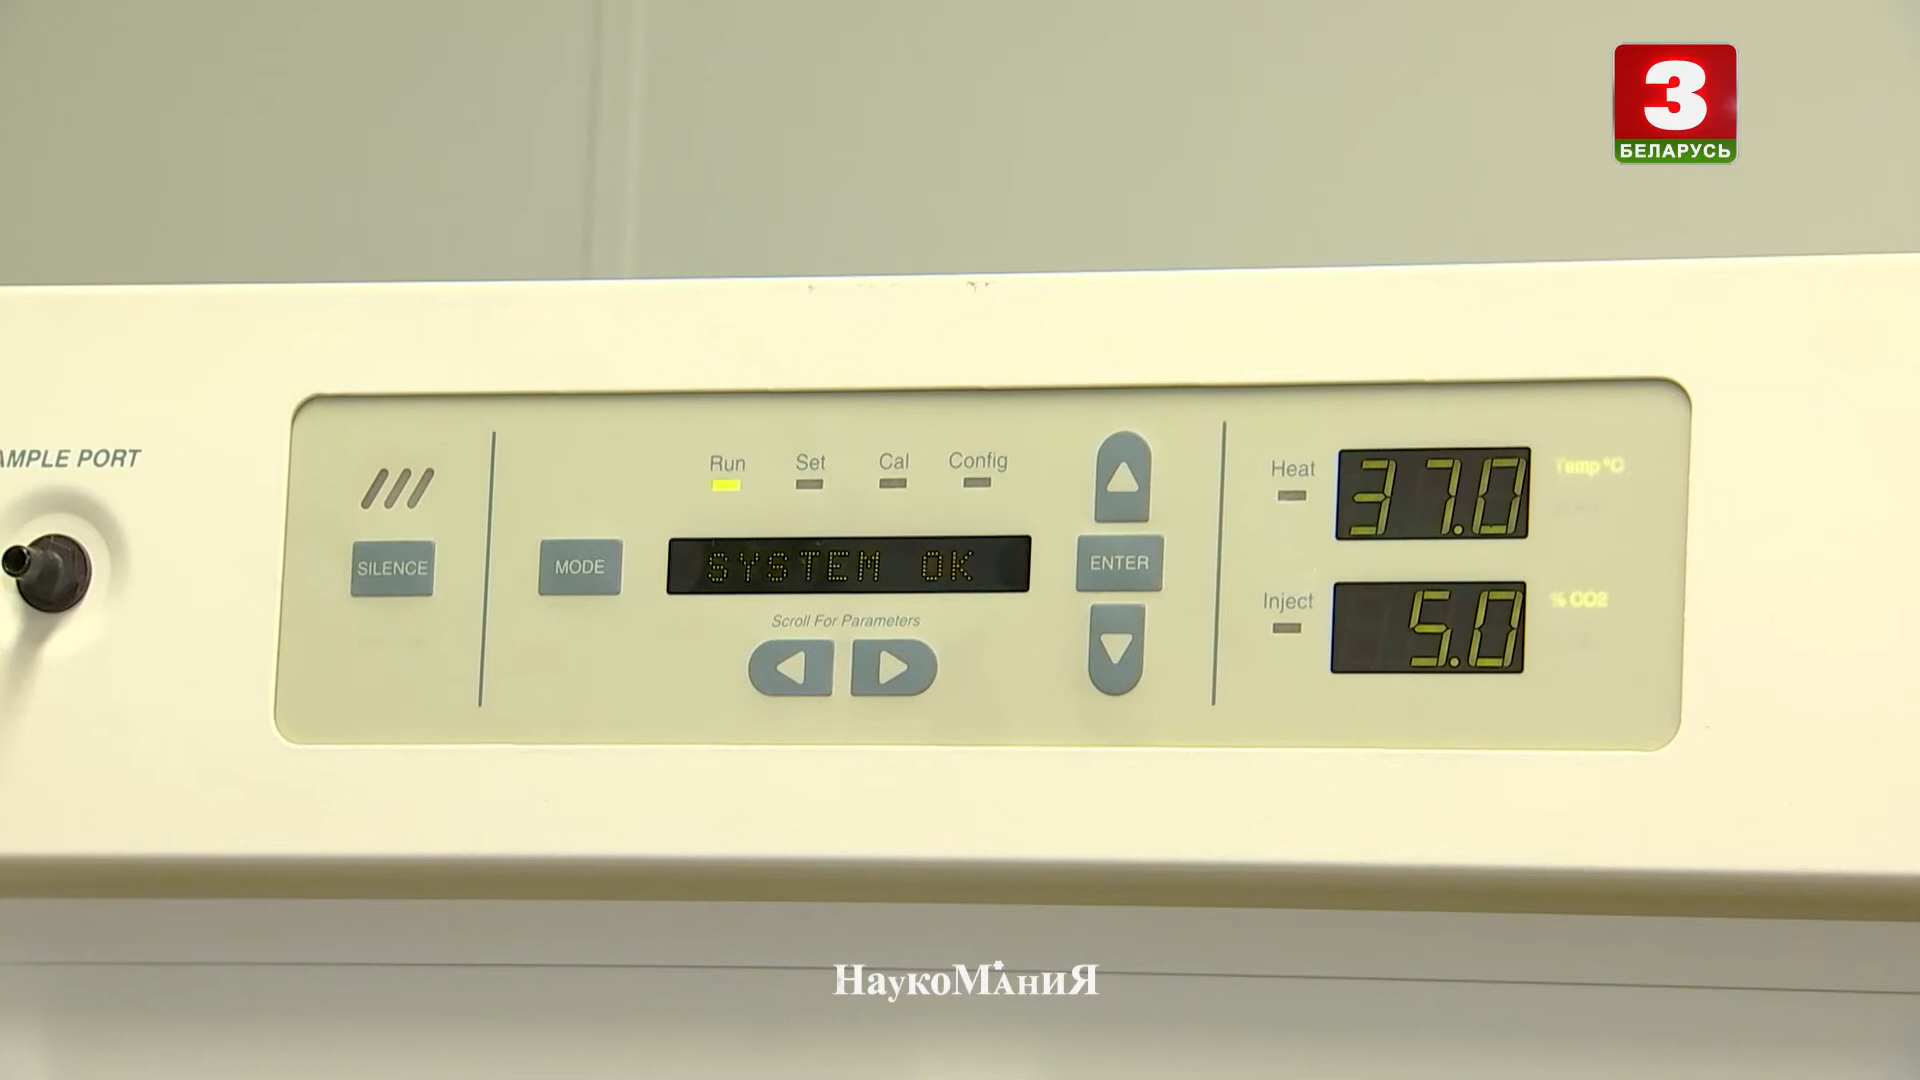 3
БЕЛАРУСЬ
AMPLE PORT
SILENCE
MODE
Run Set Cal Config
SYSTEM OK
Scroll For Parameters
ENTER
Heat 37.0 Temp °C
Inject 5.0 % CO2
НаукоМАниЯ